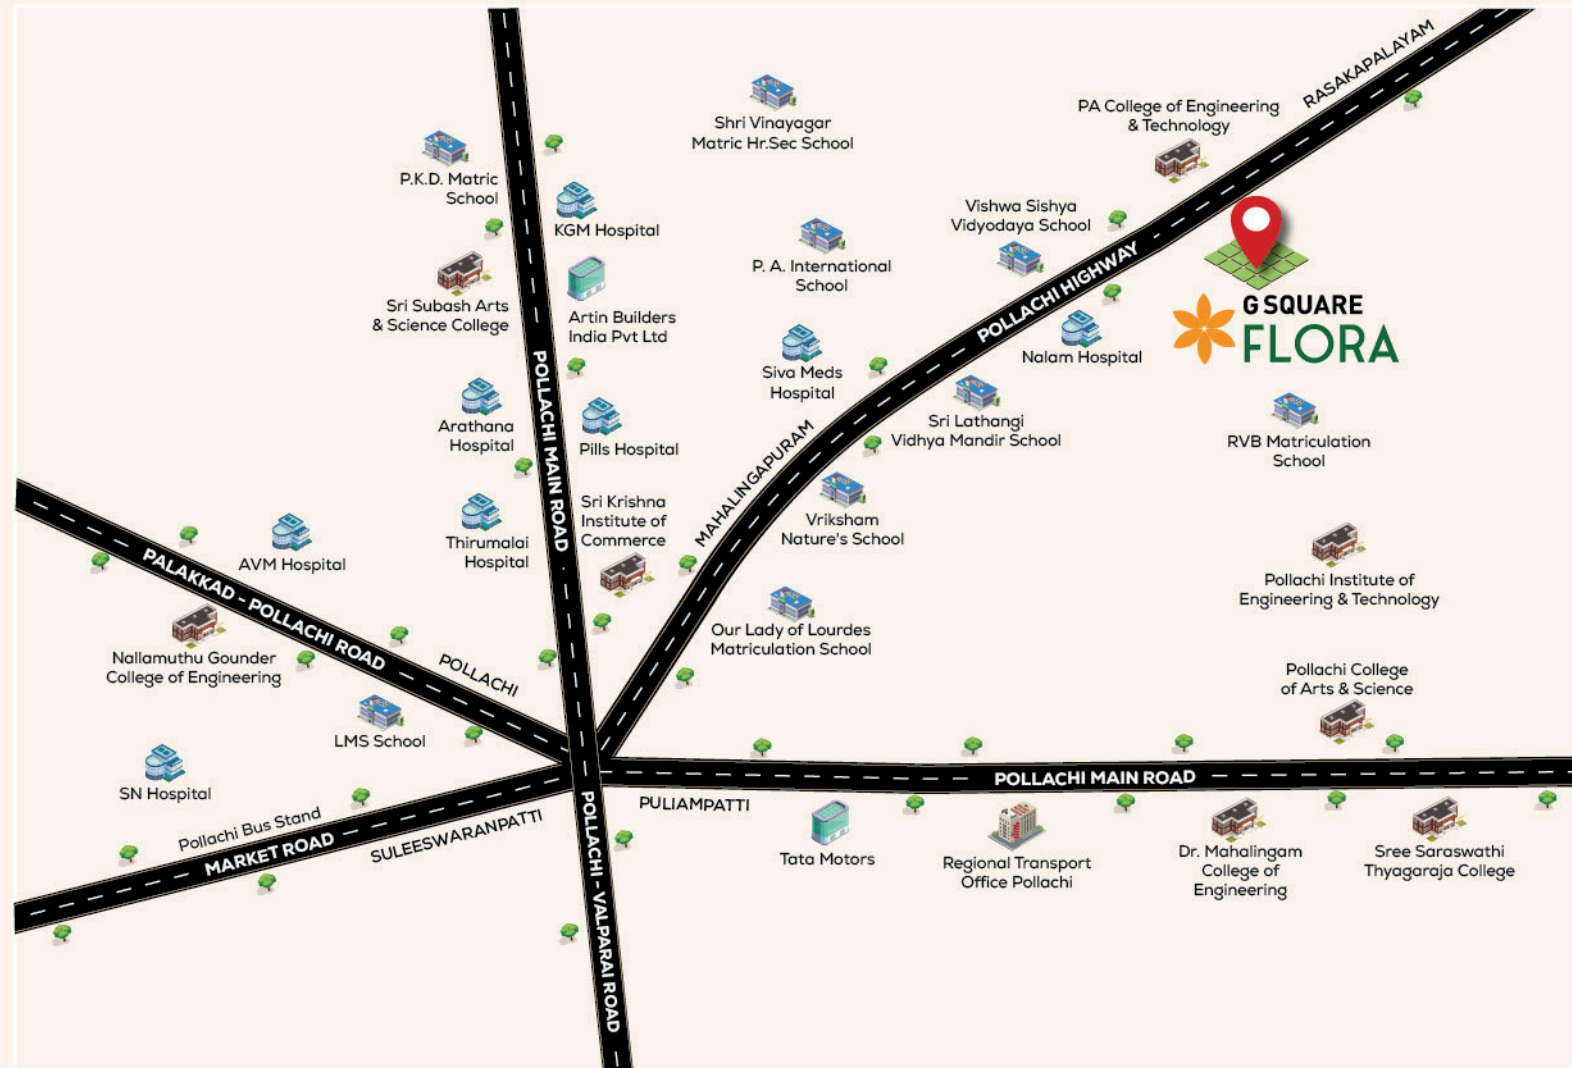 RASAKAPALAYAM
PA College of Engineering
& Technology
Shri Vinayagar
Matric Hr.Sec School
P.K.D. Matric
School
KGM Hospital
Vishwa Sishya
Vidyodaya School
P. A. International
School
POLLACHI HIGHWAY
G SQUARE
FLORA
Sri Subash Arts
& Science College
Artin Builders
India Pvt Ltd
Nalam Hospital
Siva Meds
Hospital
POLLACHI MAIN ROAD
Arathana
Hospital
Pills Hospital
MAHALINGAPURAM
Sri Lathangi
Vidhya Mandir School
RVB Matriculation
School
Sri Krishna
Institute of
Commerce
Vriksham
Nature's School
Thirumalai
Hospital
AVM Hospital
PALAKKAD - POLLACHI ROAD
Pollachi Institute of
Engineering & Technology
Our Lady of Lourdes
Matriculation School
Nallamuthu Gounder
College of Engineering
POLLACHI
Pollachi College
of Arts & Science
LMS School
SN Hospital
POLLACHI MAIN ROAD
PULIAMPATTI
Pollachi Bus Stand
MARKET ROAD
SULEESWARANPATTI
POLLACHI - VALPARAI ROAD
Tata Motors
Regional Transport
Office Pollachi
Dr. Mahalingam
College of
Engineering
Sree Saraswathi
Thyagaraja College